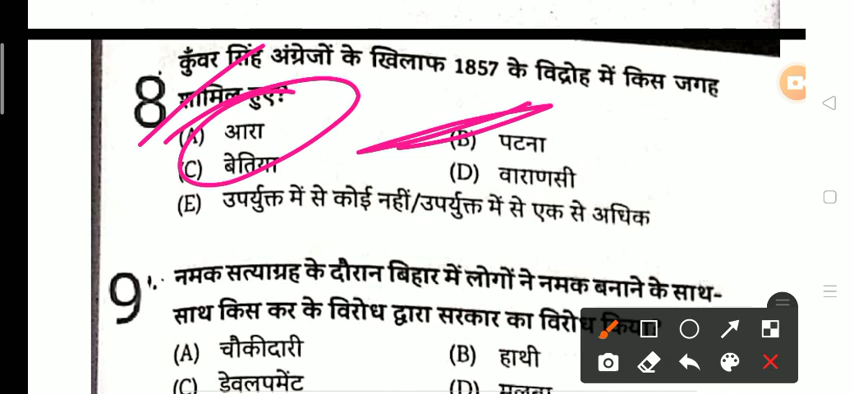 8 कुँवर सिंह अंग्रेजों के खिलाफ 1857 के विद्रोह में किस जगह
शामिल हुए?
(A) आरा (B) पटना
(C) बेतिया (D) वाराणसी
(E) उपर्युक्त में से कोई नहीं/उपर्युक्त में से एक से अधिक
9 नमक सत्याग्रह के दौरान बिहार में लोगों ने नमक बनाने के साथ-
साथ किस कर के विरोध द्वारा सरकार का विरोध किया?
(A) चौकीदारी (B) हाथी
(C) डेवलपमेंट (D)